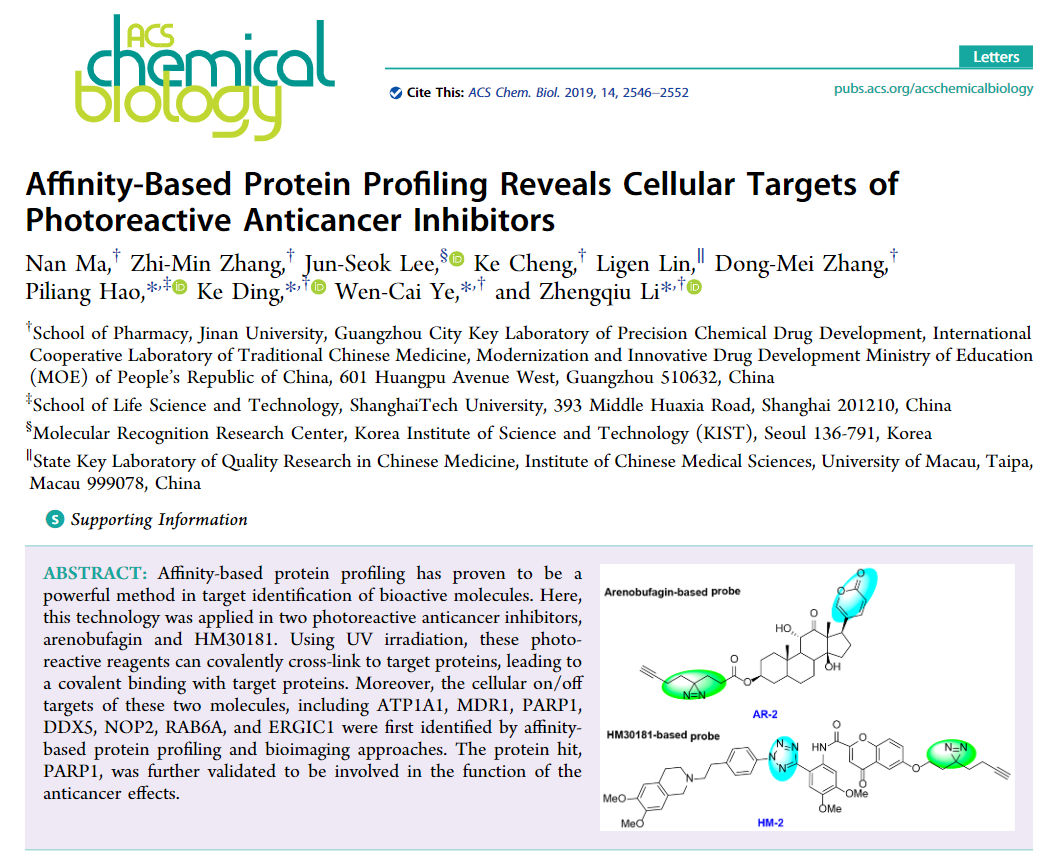 ACS
chemical
biology
Letters
Cite This: ACS Chem. Biol. 2019, 14, 2546−2552
pubs.acs.org/acschemicalbiology
Affinity-Based Protein Profiling Reveals Cellular Targets of
Photoreactive Anticancer Inhibitors
Nan Ma,† Zhi-Min Zhang,† Jun-Seok Lee,§ Ke Cheng,† Ligen Lin,∥ Dong-Mei Zhang,†
Piliang Hao,*,‡ Ke Ding,*,† Wen-Cai Ye,*,† and Zhengqiu Li*,†
†School of Pharmacy, Jinan University, Guangzhou City Key Laboratory of Precision Chemical Drug Development, International
Cooperative Laboratory of Traditional Chinese Medicine, Modernization and Innovative Drug Development Ministry of Education
(MOE) of People's Republic of China, 601 Huangpu Avenue West, Guangzhou 510632, China
‡School of Life Science and Technology, ShanghaiTech University, 393 Middle Huaxia Road, Shanghai 201210, China
§Molecular Recognition Research Center, Korea Institute of Science and Technology (KIST), Seoul 136-791, Korea
∥State Key Laboratory of Quality Research in Chinese Medicine, Institute of Chinese Medical Sciences, University of Macau, Taipa,
Macau 999078, China
S Supporting Information
ABSTRACT: Affinity-based protein profiling has proven to be a
powerful method in target identification of bioactive molecules. Here,
this technology was applied in two photoreactive anticancer inhibitors,
arenobufagin and HM30181. Using UV irradiation, these photo-
reactive reagents can covalently cross-link to target proteins, leading to
a covalent binding with target proteins. Moreover, the cellular on/off
targets of these two molecules, including ATP1A1, MDR1, PARP1,
DDX5, NOP2, RAB6A, and ERGIC1 were first identified by affinity-
based protein profiling and bioimaging approaches. The protein hit,
PARP1, was further validated to be involved in the function of the
anticancer effects.
Arenobufagin-based probe
O
O
O
HO
OH
O
O
N=N
AR-2
HM30181-based probe
O
N=N
N N
HN
O
N
N
N
O
O
MeO
OMe
OMe
MeO
HM-2